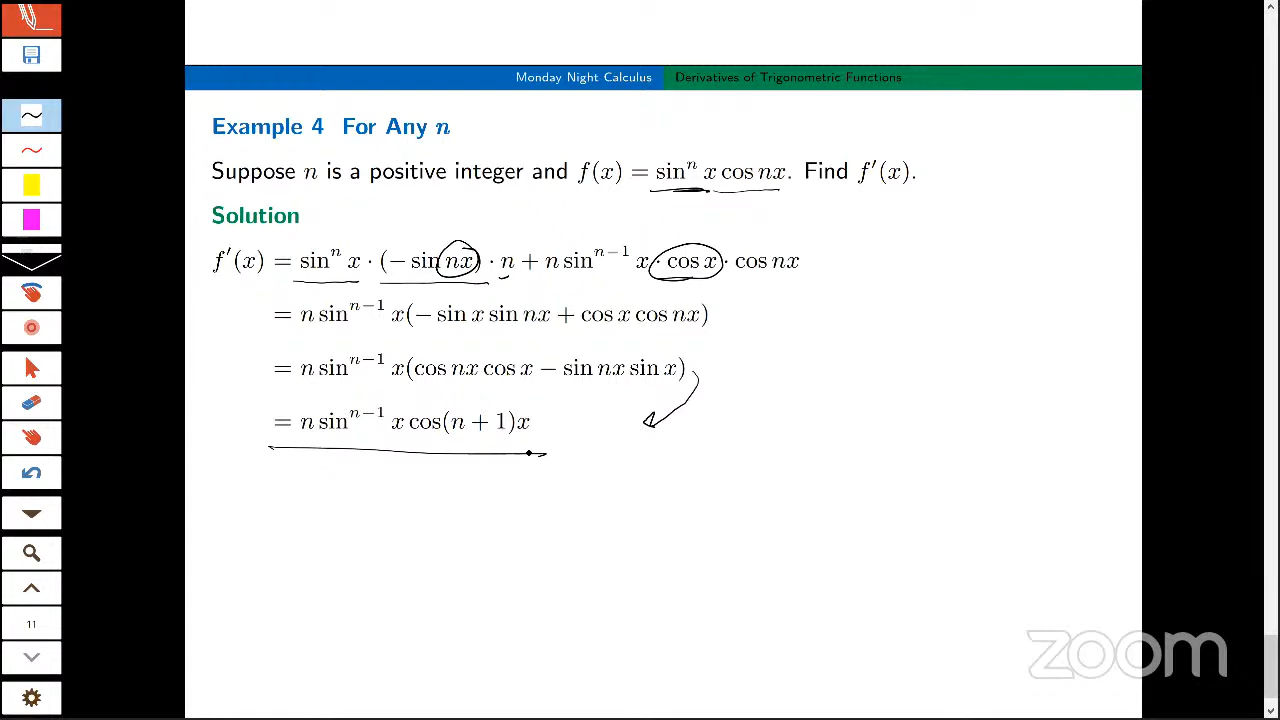 Monday Night Calculus Derivatives of Trigonometric Functions
Example 4 For Any n
Suppose n is a positive integer and f(x) = sinⁿ x cos nx. Find f′(x).
Solution
f′(x) = sinⁿ x · (− sin nx) · n + n sinⁿ⁻¹ x · cos x · cos nx
= n sinⁿ⁻¹ x(− sin x sin nx + cos x cos nx)
= n sinⁿ⁻¹ x(cos nx cos x − sin nx sin x)
= n sinⁿ⁻¹ x cos(n + 1)x
11
zoom